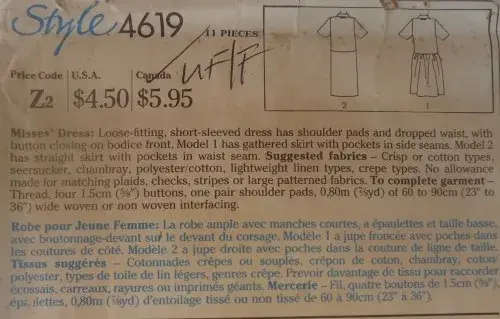 Style 4619
11 PIECES
UF/F
Price Code U.S.A. Canada
Z2 $4.50 $5.95
2 1
Misses' Dress: Loose-fitting, short-sleeved dress has shoulder pads and dropped waist, with
button closing on bodice front. Model 1 has gathered skirt with pockets in side seams. Model 2
has straight skirt with pockets in waist seam. Suggested fabrics – Crisp or cotton types,
seersucker, chambray, polyester/cotton, lightweight linen types, crepe types. No allowance
made for matching plaids, checks, stripes or large patterned fabrics. To complete garment –
Thread, four 1.5cm (⅝") buttons, one pair shoulder pads, 0,80m (⅞yd) of 60 to 90cm (23" to
36") wide woven or non woven interfacing.
Robe pour Jeune Femme: La robe ample avec manches courtes, a épaulettes et taille basse,
avec boutonnage-devant sur le devant du corsage. Modèle 1 a jupe froncée avec poches dans
les coutures de côté. Modèle 2 a jupe droite avec poches dans la couture de ligne de taille.
Tissus suggérés – Cotonnades crêpes ou souples, crépon de coton, chambray, coton
polyester, types de toile de lin légers, genres crêpe. Prevoir davantage de tissu pour raccorder
écossais, carreaux, rayures ou imprimés géants. Mercerie – Fil, quatre boutons de 1.5cm (⅝"),
épaulettes, 0,80m (⅞yd) d'entoilage tissé ou non tissé de 60 à 90cm (23" a 36").